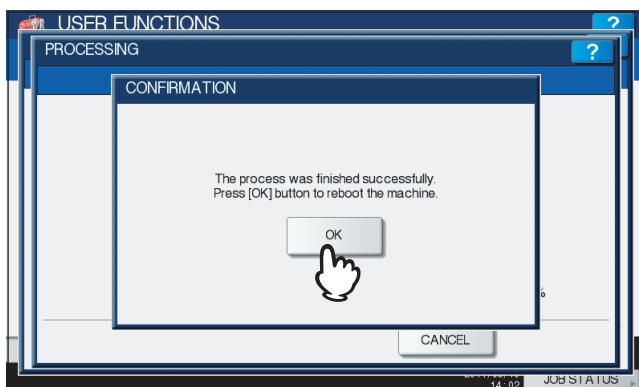 USER FUNCTIONS
?
PROCESSING
?
CONFIRMATION
The process was finished successfully.
Press [OK] button to reboot the machine.
OK
%
CANCEL
14:02
JOB STATUS